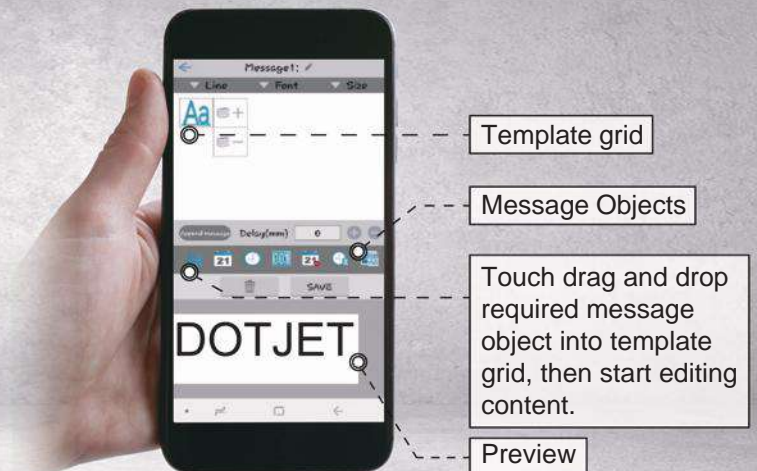 Message1:
Line Font Size
Aa
Template grid
Message Objects
Append message Delay(mm) 0
21 21
SAVE
Touch drag and drop
required message
object into template
grid, then start editing
content.
DOTJET
Preview